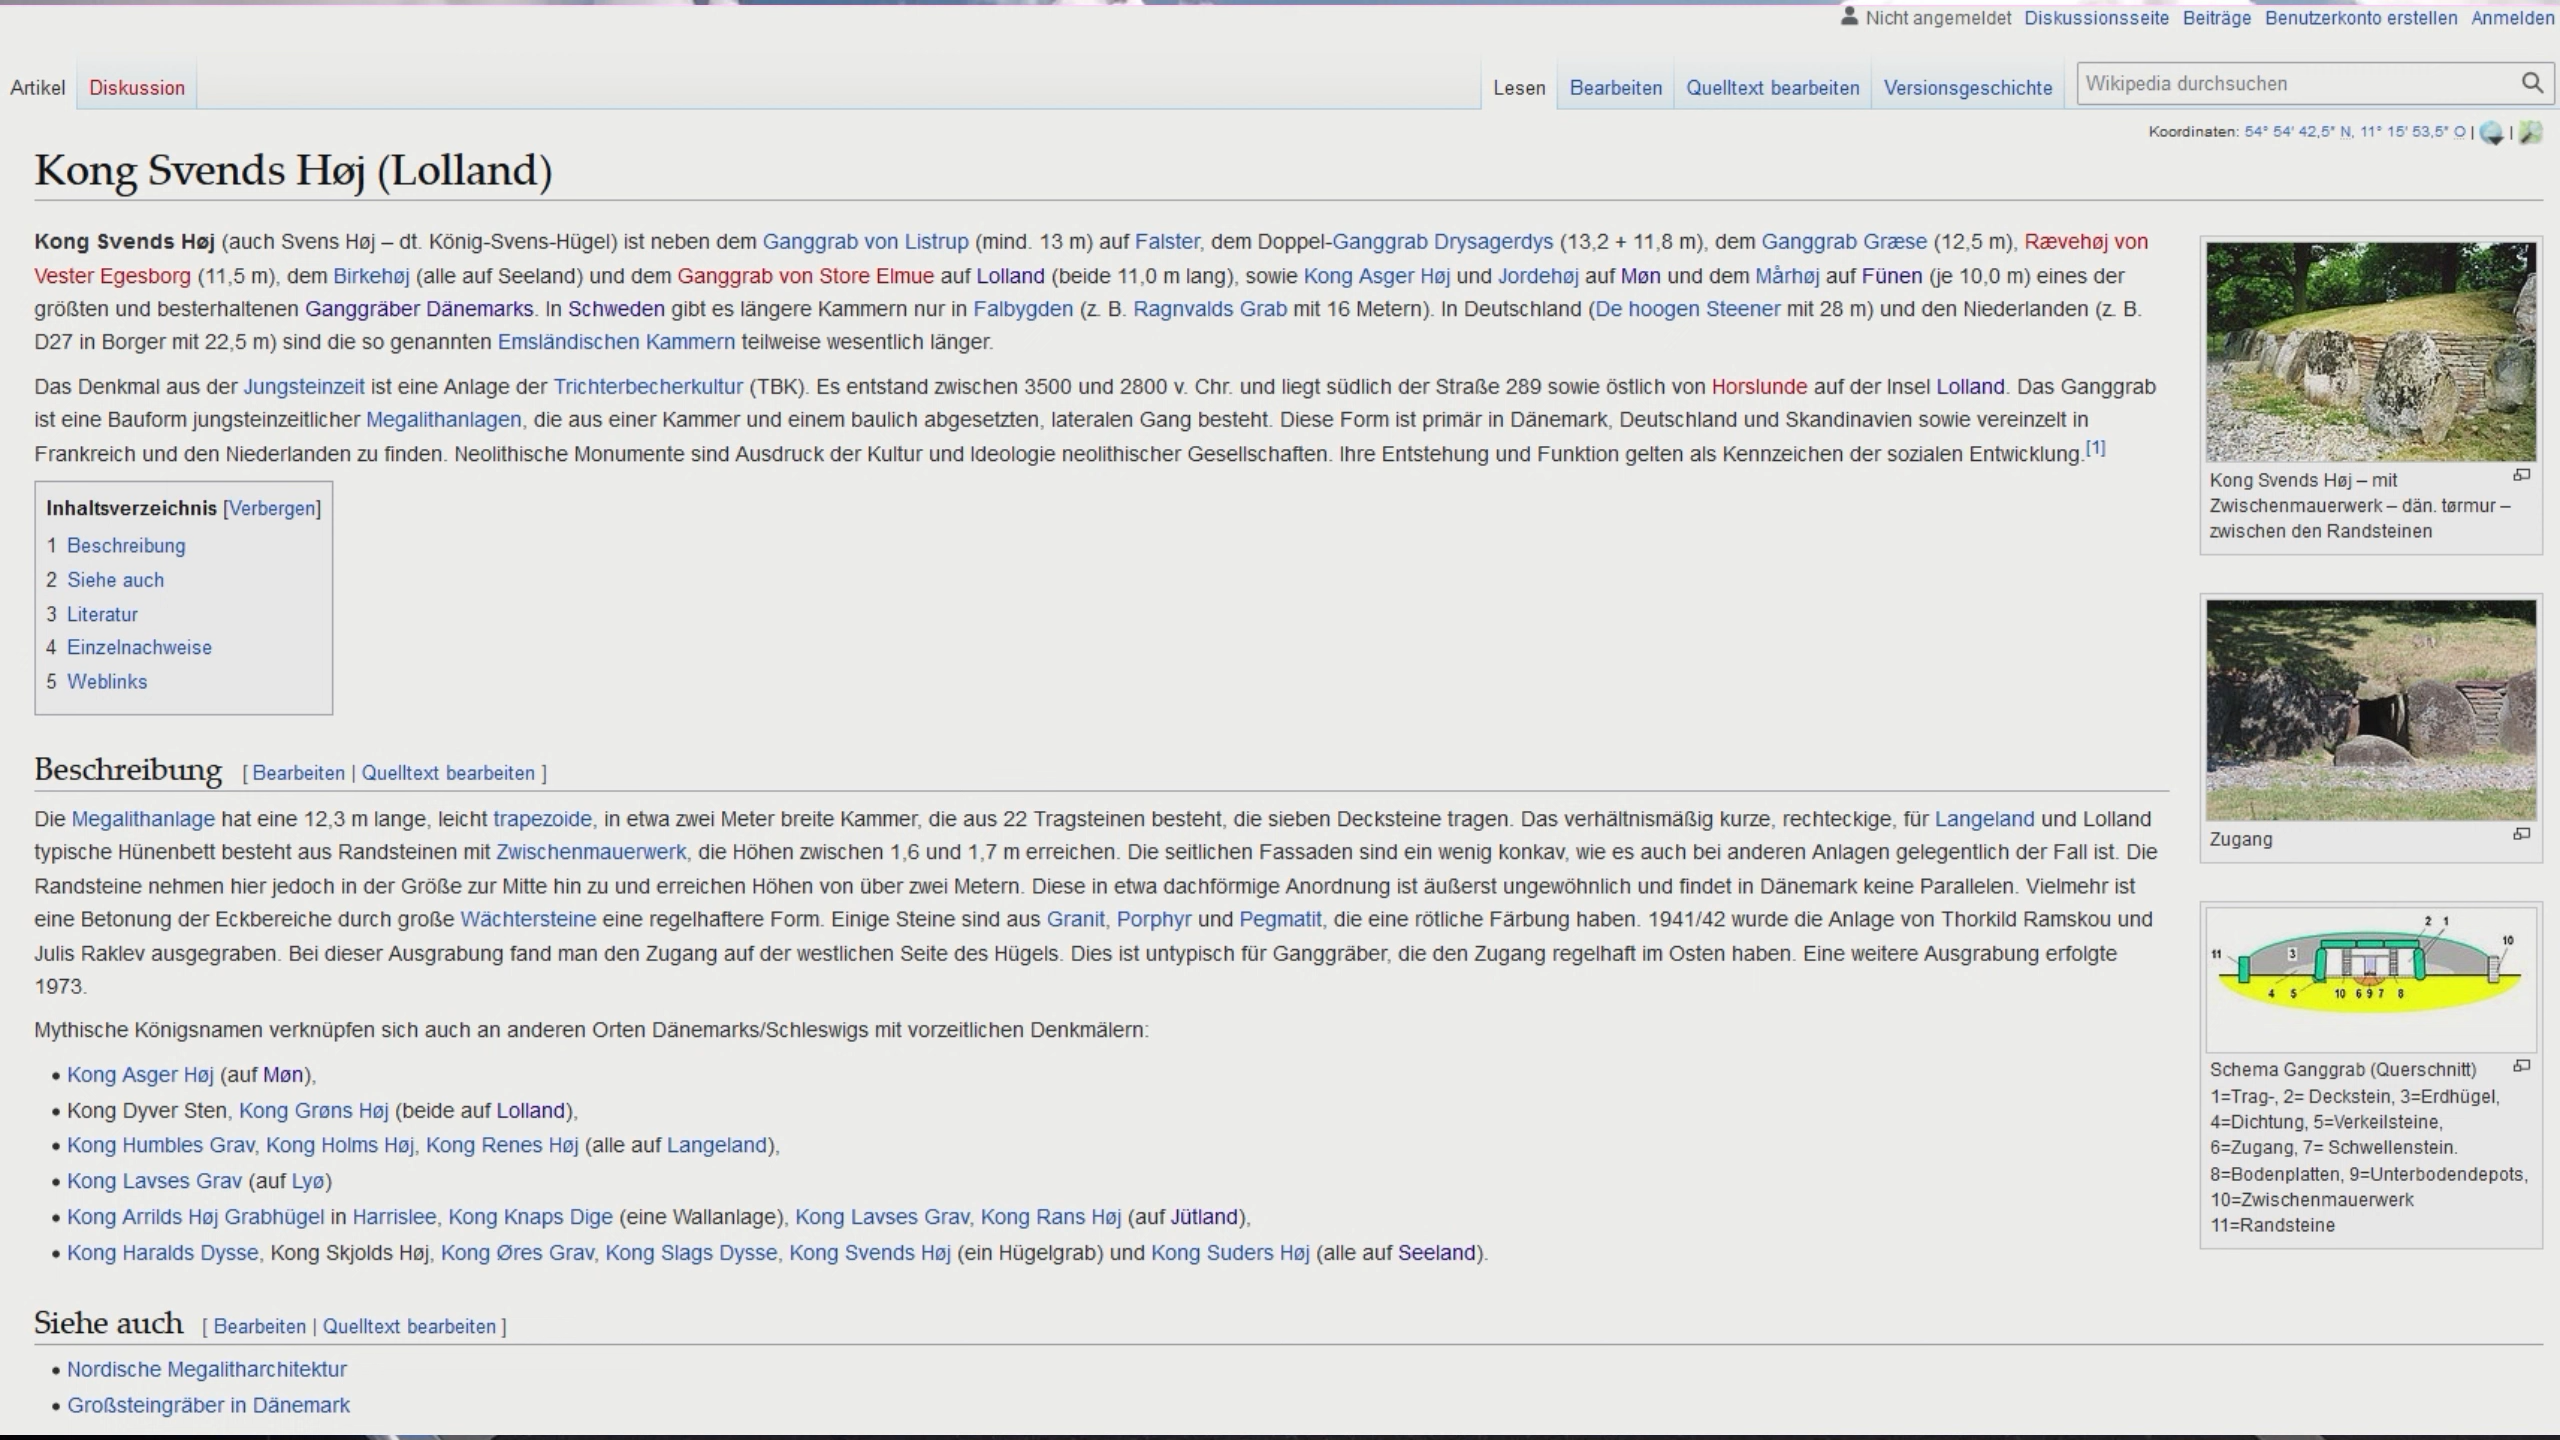 Nicht angemeldet Diskussionsseite Beiträge Benutzerkonto erstellen Anmelden
Artikel Diskussion Lesen Bearbeiten Quelltext bearbeiten Versionsgeschichte Wikipedia durchsuchen
Koordinaten: 54° 54' 42,5" N, 11° 15' 53,5" O | |
Kong Svends Høj (Lolland)
Kong Svends Høj (auch Svens Høj – dt. König-Svens-Hügel) ist neben dem Ganggrab von Listrup (mind. 13 m) auf Falster, dem Doppel-Ganggrab Drysagerdys (13,2 + 11,8 m), dem Ganggrab Græse (12,5 m), Rævehøj von
Vester Egesborg (11,5 m), dem Birkehøj (alle auf Seeland) und dem Ganggrab von Store Elmue auf Lolland (beide 11,0 m lang), sowie Kong Asger Høj und Jordehøj auf Møn und dem Mårhøj auf Fünen (je 10,0 m) eines der
größten und besterhaltenen Ganggräber Dänemarks. In Schweden gibt es längere Kammern nur in Falbygden (z. B. Ragnvalds Grab mit 16 Metern). In Deutschland (De hoogen Steener mit 28 m) und den Niederlanden (z. B.
D27 in Borger mit 22,5 m) sind die so genannten Emsländischen Kammern teilweise wesentlich länger.
Das Denkmal aus der Jungsteinzeit ist eine Anlage der Trichterbecherkultur (TBK). Es entstand zwischen 3500 und 2800 v. Chr. und liegt südlich der Straße 289 sowie östlich von Horslunde auf der Insel Lolland. Das Ganggrab
ist eine Bauform jungsteinzeitlicher Megalithanlagen, die aus einer Kammer und einem baulich abgesetzten, lateralen Gang besteht. Diese Form ist primär in Dänemark, Deutschland und Skandinavien sowie vereinzelt in
Frankreich und den Niederlanden zu finden. Neolithische Monumente sind Ausdruck der Kultur und Ideologie neolithischer Gesellschaften. Ihre Entstehung und Funktion gelten als Kennzeichen der sozialen Entwicklung.[1]
Inhaltsverzeichnis [Verbergen]
1 Beschreibung
2 Siehe auch
3 Literatur
4 Einzelnachweise
5 Weblinks
Beschreibung [ Bearbeiten | Quelltext bearbeiten ]
Die Megalithanlage hat eine 12,3 m lange, leicht trapezoide, in etwa zwei Meter breite Kammer, die aus 22 Tragsteinen besteht, die sieben Decksteine tragen. Das verhältnismäßig kurze, rechteckige, für Langeland und Lolland
typische Hünenbett besteht aus Randsteinen mit Zwischenmauerwerk, die Höhen zwischen 1,6 und 1,7 m erreichen. Die seitlichen Fassaden sind ein wenig konkav, wie es auch bei anderen Anlagen gelegentlich der Fall ist. Die
Randsteine nehmen hier jedoch in der Größe zur Mitte hin zu und erreichen Höhen von über zwei Metern. Diese in etwa dachförmige Anordnung ist äußerst ungewöhnlich und findet in Dänemark keine Parallelen. Vielmehr ist
eine Betonung der Eckbereiche durch große Wächtersteine eine regelhaftere Form. Einige Steine sind aus Granit, Porphyr und Pegmatit, die eine rötliche Färbung haben. 1941/42 wurde die Anlage von Thorkild Ramskou und
Julis Raklev ausgegraben. Bei dieser Ausgrabung fand man den Zugang auf der westlichen Seite des Hügels. Dies ist untypisch für Ganggräber, die den Zugang regelhaft im Osten haben. Eine weitere Ausgrabung erfolgte
1973.
Mythische Königsnamen verknüpfen sich auch an anderen Orten Dänemarks/Schleswigs mit vorzeitlichen Denkmälern:
• Kong Asger Høj (auf Møn),
• Kong Dyver Sten, Kong Grøns Høj (beide auf Lolland),
• Kong Humbles Grav, Kong Holms Høj, Kong Renes Høj (alle auf Langeland),
• Kong Lavses Grav (auf Lyø)
• Kong Arrilds Høj Grabhügel in Harrislee, Kong Knaps Dige (eine Wallanlage), Kong Lavses Grav, Kong Rans Høj (auf Jütland),
• Kong Haralds Dysse, Kong Skjolds Høj, Kong Øres Grav, Kong Slags Dysse, Kong Svends Høj (ein Hügelgrab) und Kong Suders Høj (alle auf Seeland).
Siehe auch [ Bearbeiten | Quelltext bearbeiten ]
• Nordische Megalitharchitektur
• Großsteingräber in Dänemark
Kong Svends Høj – mit
Zwischenmauerwerk – dän. tørmur –
zwischen den Randsteinen
Zugang
2 1
10
11 3
4 5 10 6 9 7 8
Schema Ganggrab (Querschnitt)
1=Trag-, 2= Deckstein, 3=Erdhügel,
4=Dichtung, 5=Verkeilsteine,
6=Zugang, 7= Schwellenstein.
8=Bodenplatten, 9=Unterbodendepots,
10=Zwischenmauerwerk
11=Randsteine